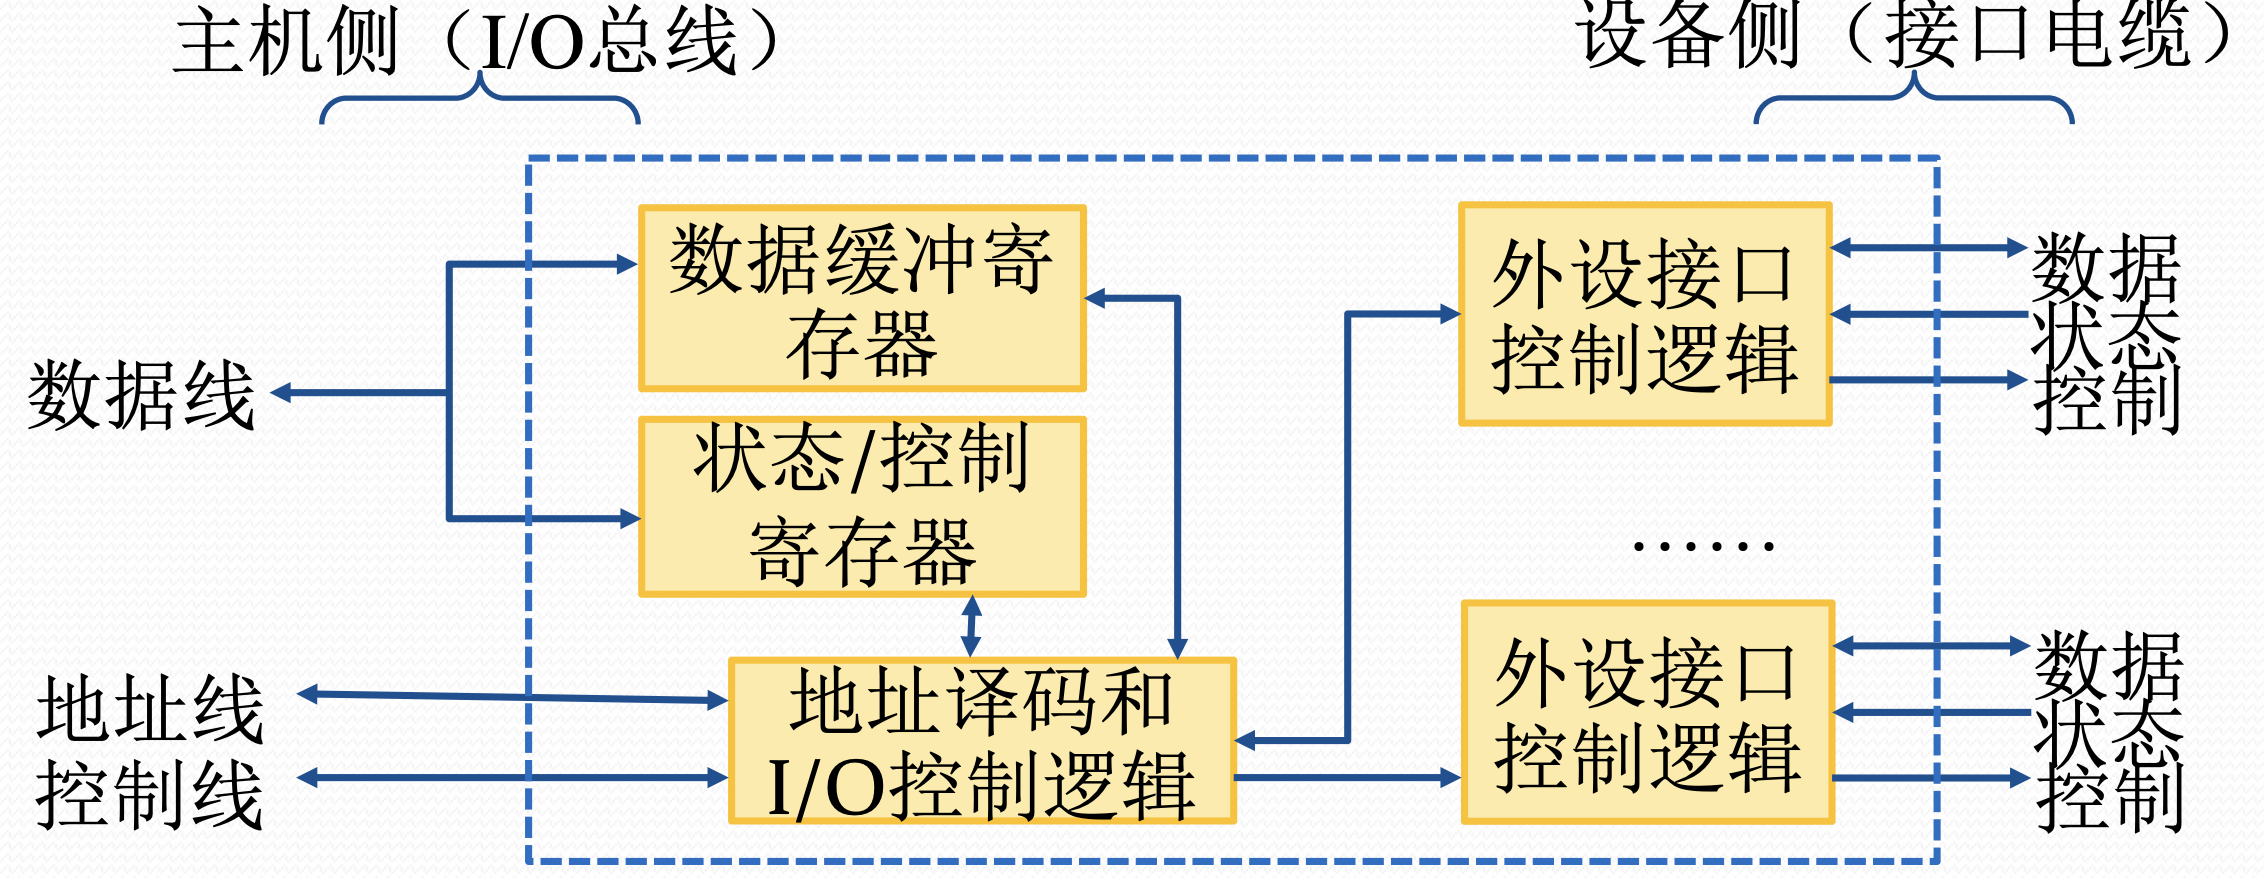 主机侧（I/O总线）
设备侧（接口电缆）
数据缓冲寄
存器
外设接口
控制逻辑
数据
状态
控制
数据线
状态/控制
寄存器
······
地址线
控制线
地址译码和
I/O控制逻辑
外设接口
控制逻辑
数据
状态
控制